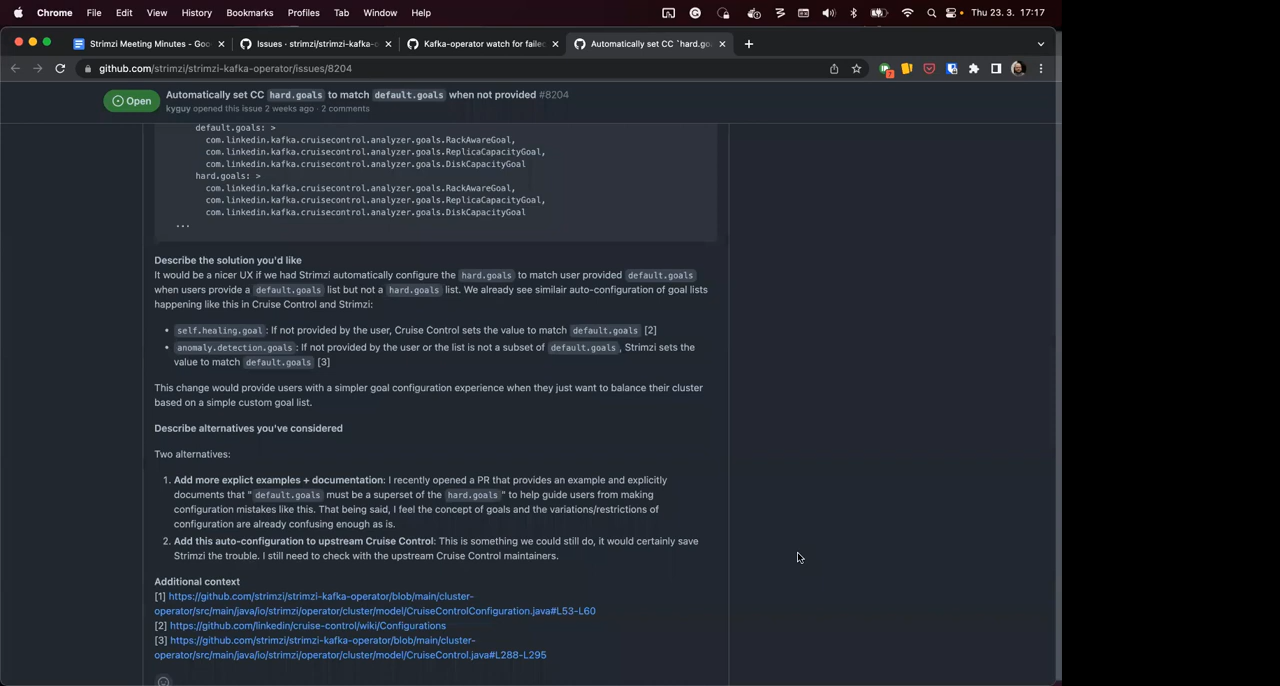 Chrome File Edit View History Bookmarks Profiles Tab Window Help Thu 23. 3. 17:17
Strimzi Meeting Minutes - Goo Issues · strimzi/strimzi-kafka-o Kafka-operator watch for failed Automatically set CC `hard.goa
github.com/strimzi/strimzi-kafka-operator/issues/8204
7
Open
Automatically set CC hard.goals to match default.goals when not provided #8204
kyguy opened this issue 2 weeks ago · 2 comments
default.goals: >
com.linkedin.kafka.cruisecontrol.analyzer.goals.RackAwareGoal,
com.linkedin.kafka.cruisecontrol.analyzer.goals.ReplicaCapacityGoal,
com.linkedin.kafka.cruisecontrol.analyzer.goals.DiskCapacityGoal
hard.goals: >
com.linkedin.kafka.cruisecontrol.analyzer.goals.RackAwareGoal,
com.linkedin.kafka.cruisecontrol.analyzer.goals.ReplicaCapacityGoal,
com.linkedin.kafka.cruisecontrol.analyzer.goals.DiskCapacityGoal
...
Describe the solution you'd like
It would be a nicer UX if we had Strimzi automatically configure the hard.goals to match user provided default.goals
when users provide a default.goals list but not a hard.goals list. We already see similair auto-configuration of goal lists
happening like this in Cruise Control and Strimzi:
• self.healing.goal: If not provided by the user, Cruise Control sets the value to match default.goals [2]
• anomaly.detection.goals: If not provided by the user or the list is not a subset of default.goals, Strimzi sets the
value to match default.goals [3]
This change would provide users with a simpler goal configuration experience when they just want to balance their cluster
based on a simple custom goal list.
Describe alternatives you've considered
Two alternatives:
1. Add more explict examples + documentation: I recently opened a PR that provides an example and explicitly
documents that "default.goals must be a superset of the hard.goals" to help guide users from making
configuration mistakes like this. That being said, I feel the concept of goals and the variations/restrictions of
configuration are already confusing enough as is.
2. Add this auto-configuration to upstream Cruise Control: This is something we could still do, it would certainly save
Strimzi the trouble. I still need to check with the upstream Cruise Control maintainers.
Additional context
[1] https://github.com/strimzi/strimzi-kafka-operator/blob/main/cluster-
operator/src/main/java/io/strimzi/operator/cluster/model/CruiseControlConfiguration.java#L53-L60
[2] https://github.com/linkedin/cruise-control/wiki/Configurations
[3] https://github.com/strimzi/strimzi-kafka-operator/blob/main/cluster-
operator/src/main/java/io/strimzi/operator/cluster/model/CruiseControl.java#L288-L295